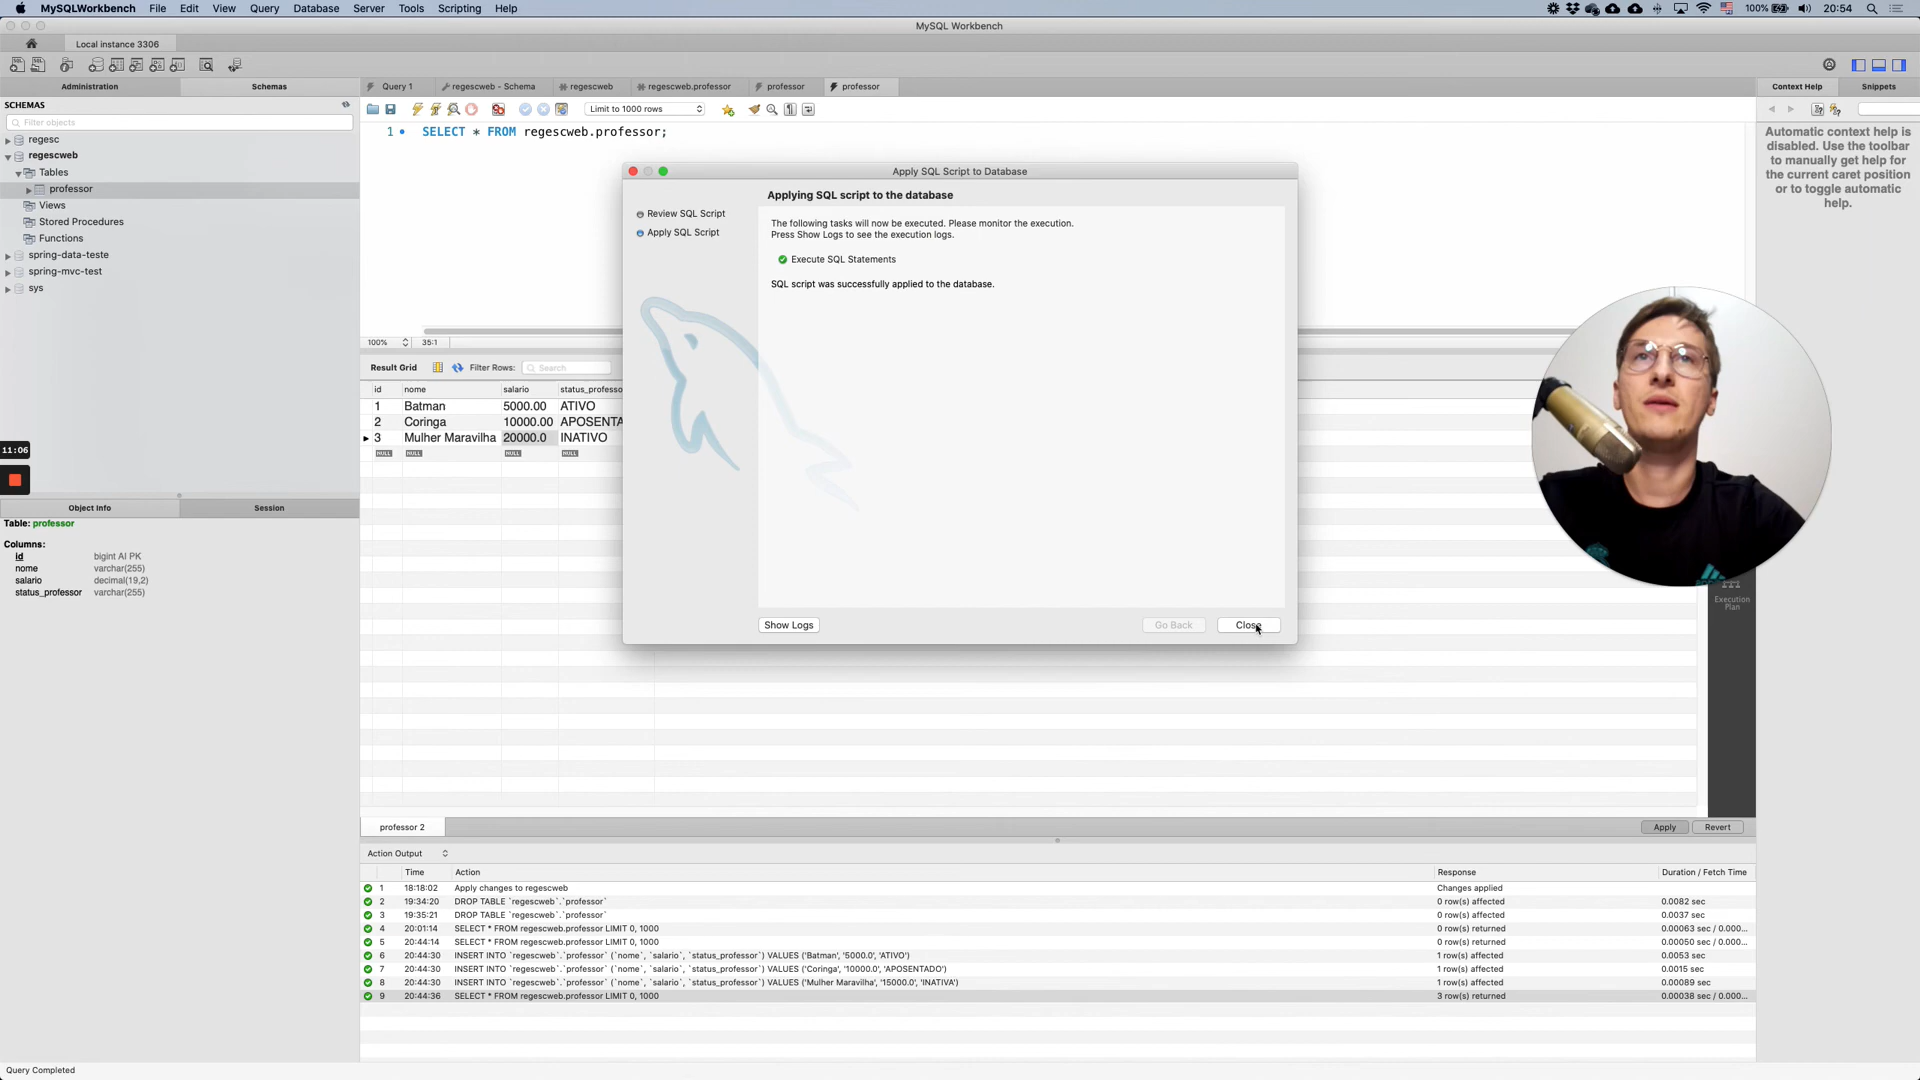 MySQLWorkbench File Edit View Query Database Server Tools Scripting Help 100% 20:54
MySQL Workbench
Local instance 3306
Administration Schemas
Query 1 regescweb - Schema regescweb regescweb.professor professor professor
Context Help Snippets
SCHEMAS
Filter objects
regesc
regescweb
Tables
professor
Views
Stored Procedures
Functions
spring-data-teste
spring-mvc-test
sys
Limit to 1000 rows
1 SELECT * FROM regescweb.professor;
Automatic context help is
disabled. Use the toolbar
to manually get help for
the current caret position
or to toggle automatic
help.
Apply SQL Script to Database
Applying SQL script to the database
Review SQL Script
Apply SQL Script
The following tasks will now be executed. Please monitor the execution.
Press Show Logs to see the execution logs.
Execute SQL Statements
SQL script was successfully applied to the database.
Show Logs Go Back Close
100% 35:1
Result Grid Filter Rows: Search
id nome salario status_professo
1 Batman 5000.00 ATIVO
2 Coringa 10000.00 APOSENTA
3 Mulher Maravilha 20000.0 INATIVO
NULL NULL NULL NULL
11:06
Object Info Session
Table: professor
Columns:
id bigint AI PK
nome varchar(255)
salario decimal(19,2)
status_professor varchar(255)
Execution
Plan
professor 2 Apply Revert
Action Output
Time Action Response Duration / Fetch Time
1 18:18:02 Apply changes to regescweb Changes applied
2 19:34:20 DROP TABLE `regescweb`.`professor` 0 row(s) affected 0.0082 sec
3 19:35:21 DROP TABLE `regescweb`.`professor` 0 row(s) affected 0.0037 sec
4 20:01:14 SELECT * FROM regescweb.professor LIMIT 0, 1000 0 row(s) returned 0.00063 sec / 0.000...
5 20:44:14 SELECT * FROM regescweb.professor LIMIT 0, 1000 0 row(s) returned 0.00050 sec / 0.000...
6 20:44:30 INSERT INTO `regescweb`.`professor` (`nome`, `salario`, `status_professor`) VALUES ('Batman', '5000.0', 'ATIVO') 1 row(s) affected 0.0053 sec
7 20:44:30 INSERT INTO `regescweb`.`professor` (`nome`, `salario`, `status_professor`) VALUES ('Coringa', '10000.0', 'APOSENTADO') 1 row(s) affected 0.0015 sec
8 20:44:30 INSERT INTO `regescweb`.`professor` (`nome`, `salario`, `status_professor`) VALUES ('Mulher Maravilha', '15000.0', 'INATIVA') 1 row(s) affected 0.00089 sec
9 20:44:36 SELECT * FROM regescweb.professor LIMIT 0, 1000 3 row(s) returned 0.00038 sec / 0.000...
Query Completed